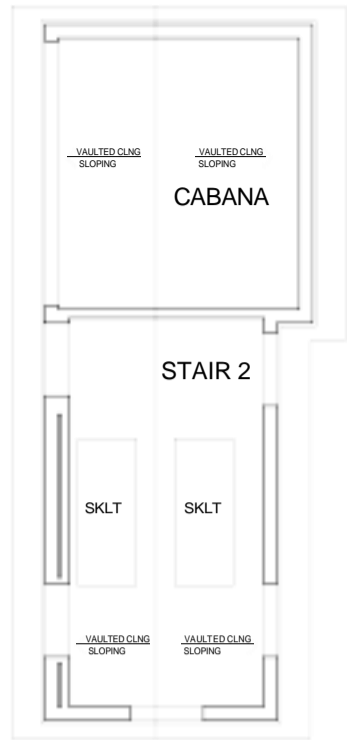 VAULTED CLNG VAULTED CLNG
SLOPING SLOPING
CABANA
STAIR 2
SKLT SKLT
VAULTED CLNG VAULTED CLNG
SLOPING SLOPING